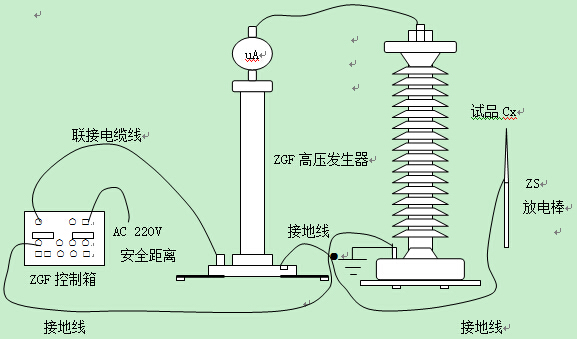 uA
试品 Cx
联接电缆线
ZGF 高压发生器
ZS
放电棒
AC 220V
接地线
安全距离
ZGF 控制箱
接地线
接地线